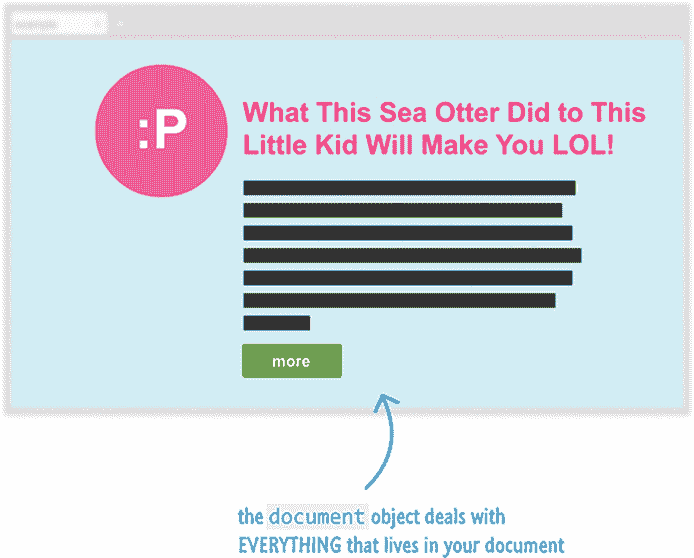 :P
What This Sea Otter Did to This
Little Kid Will Make You LOL!
more
the document object deals with
EVERYTHING that lives in your document